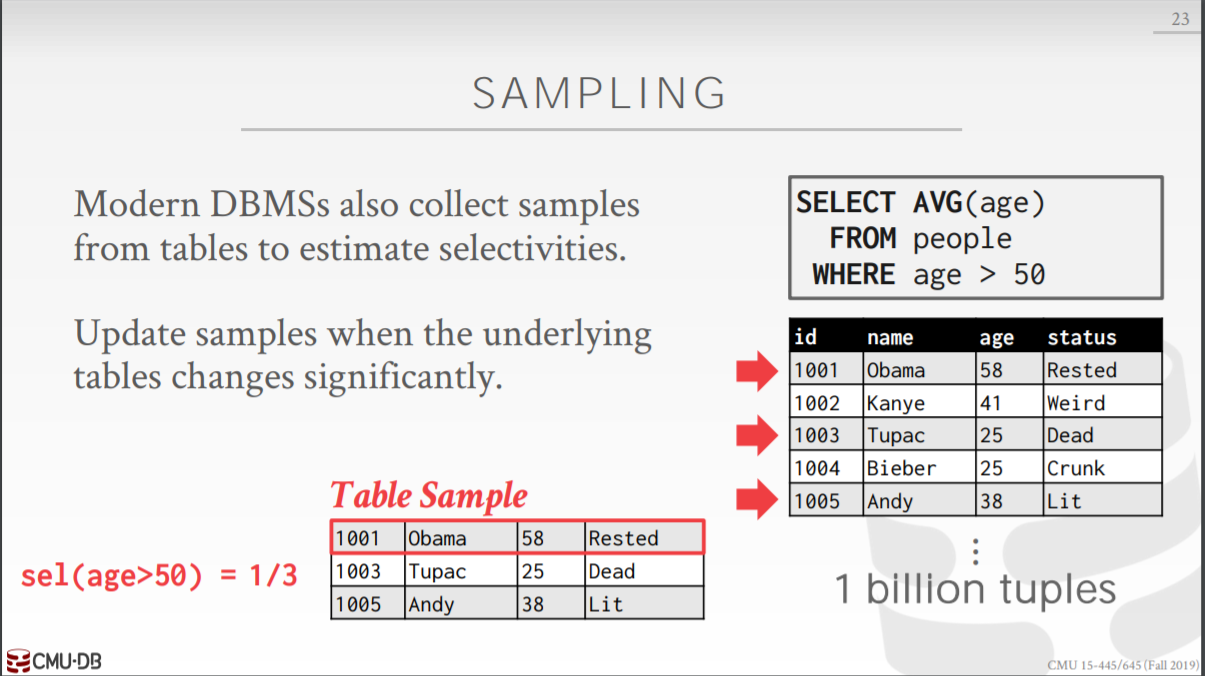 23
SAMPLING
Modern DBMSs also collect samples
from tables to estimate selectivities.
Update samples when the underlying
tables changes significantly.
SELECT AVG(age)
FROM people
WHERE age > 50
id name age status
1001 Obama 58 Rested
1002 Kanye 41 Weird
1003 Tupac 25 Dead
1004 Bieber 25 Crunk
1005 Andy 38 Lit
⋮
1 billion tuples
Table Sample
1001 Obama 58 Rested
1003 Tupac 25 Dead
1005 Andy 38 Lit
sel(age>50) = 1/3
CMU·DB
CMU 15-445/645 (Fall 2019)